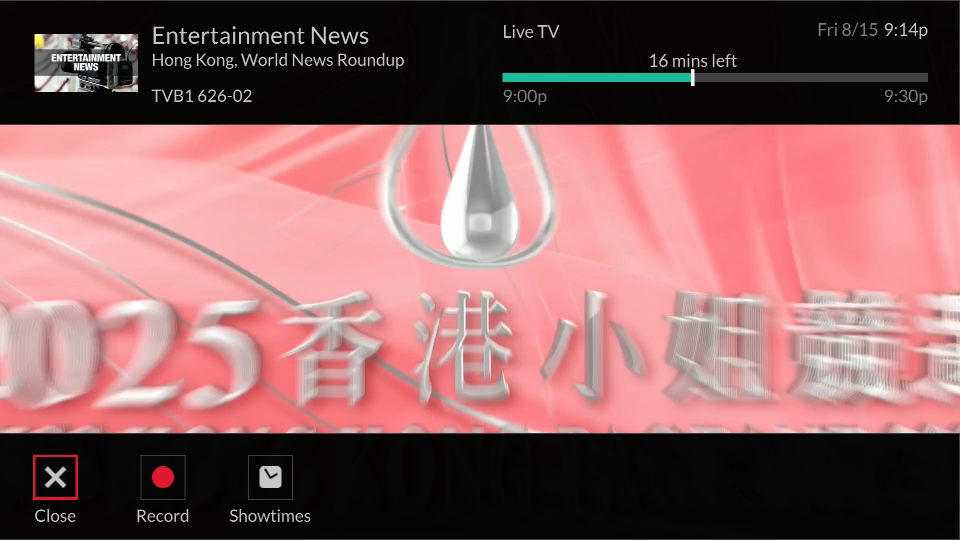 Entertainment News
Hong Kong, World News Roundup
TVB1 626-02
ENTERTAINMENT
NEWS
Live TV
Fri 8/15 9:14p
16 mins left
9:00p
9:30p
2025香港小姐競選
Close
Record
Showtimes